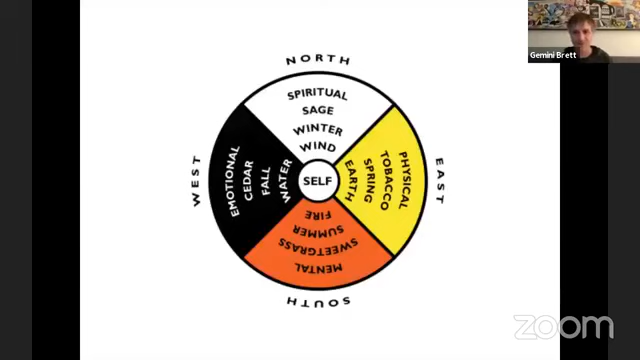 NORTH
SPIRITUAL
SAGE
WINTER
WIND
EAST
PHYSICAL
TOBACCO
SPRING
EARTH
SOUTH
MENTAL
SWEETGRASS
SUMMER
FIRE
WEST
EMOTIONAL
CEDAR
FALL
WATER
SELF
Gemini Brett
zoom